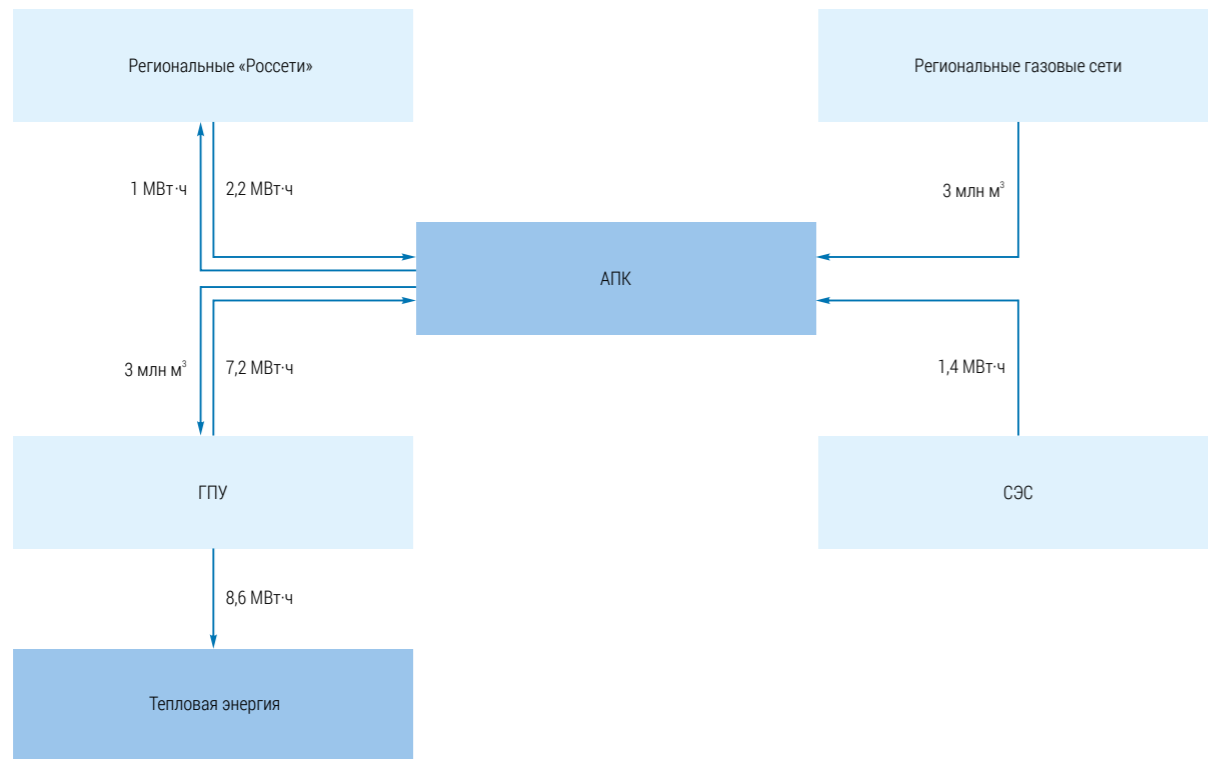 Региональные «Россети»
Региональные газовые сети
1 МВт·ч
2,2 МВт·ч
3 млн м³
АПК
3 млн м³
7,2 МВт·ч
1,4 МВт·ч
ГПУ
СЭС
8,6 МВт·ч
Тепловая энергия